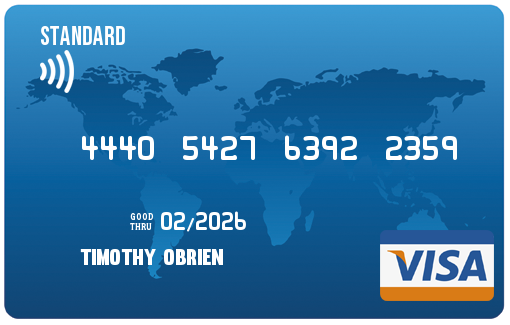 STANDARD
4440 5427 6392 2359
GOOD
THRU 02/2026
TIMOTHY OBRIEN
VISA